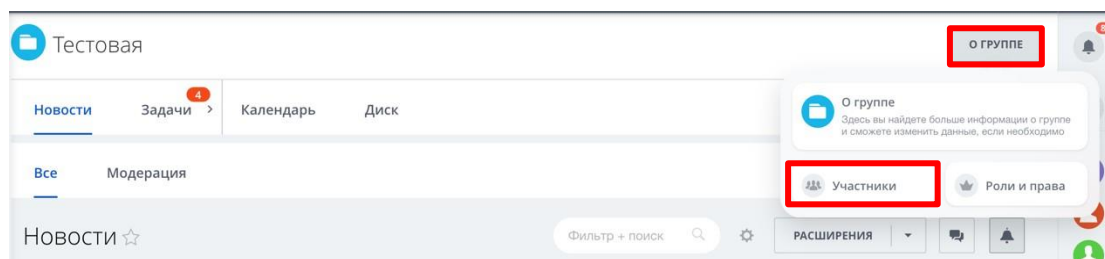 Тестовая
О ГРУППЕ
8
Новости
Задачи
4
Календарь
Диск
О группе
Здесь вы найдете больше информации о группе
и сможете изменить данные, если необходимо
Все
Модерация
Участники
Роли и права
Новости
Фильтр + поиск
РАСШИРЕНИЯ